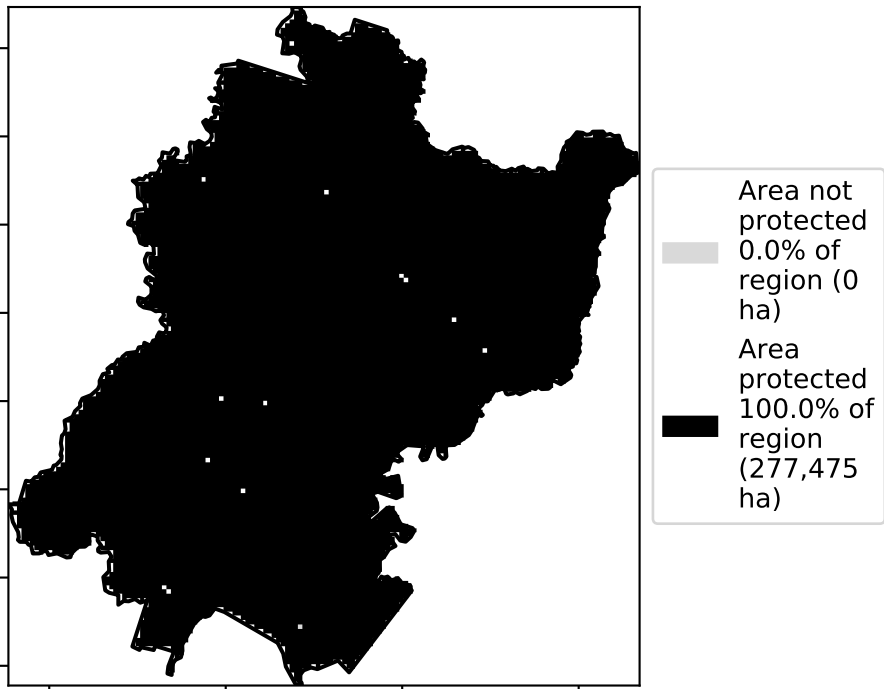 Area not
protected
0.0% of
region (0
ha)
Area
protected
100.0% of
region
(277,475
ha)